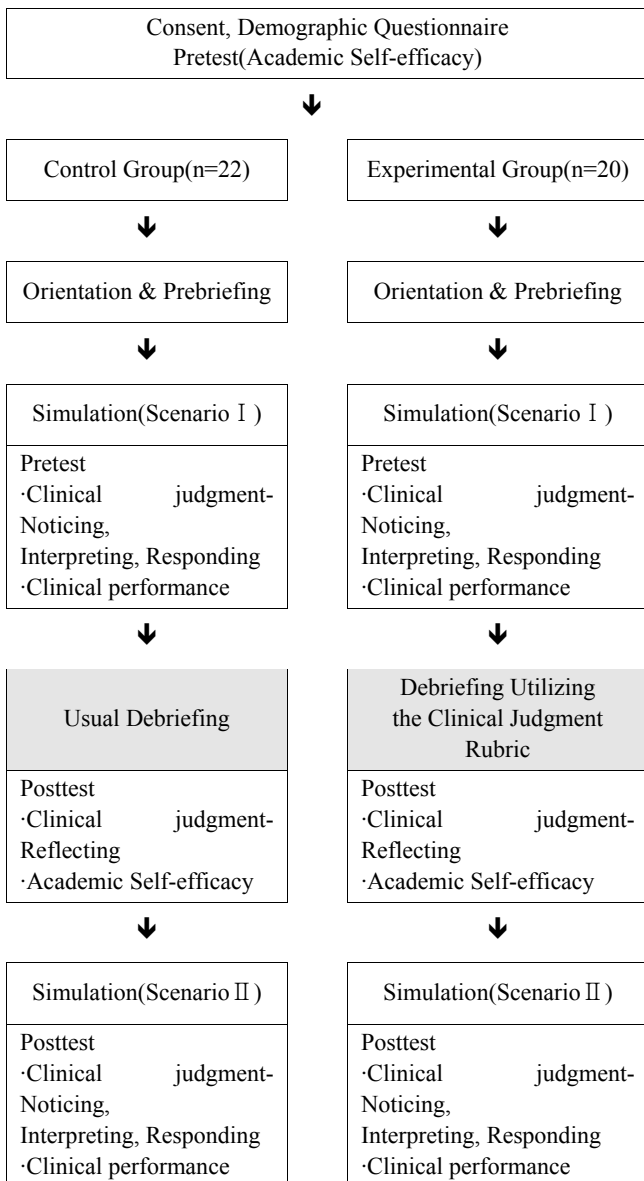 Consent, Demographic Questionnaire
Pretest(Academic Self-efficacy)
Control Group(n=22)
Experimental Group(n=20)
Orientation & Prebriefing
Orientation & Prebriefing
Simulation(Scenario Ⅰ)
Simulation(Scenario Ⅰ)
Pretest
·Clinical judgment-
Noticing,
Interpreting, Responding
·Clinical performance
Pretest
·Clinical judgment-
Noticing,
Interpreting, Responding
·Clinical performance
Usual Debriefing
Debriefing Utilizing
the Clinical Judgment
Rubric
Posttest
·Clinical judgment-
Reflecting
·Academic Self-efficacy
Posttest
·Clinical judgment-
Reflecting
·Academic Self-efficacy
Simulation(Scenario Ⅱ)
Simulation(Scenario Ⅱ)
Posttest
·Clinical judgment-
Noticing,
Interpreting, Responding
·Clinical performance
Posttest
·Clinical judgment-
Noticing,
Interpreting, Responding
·Clinical performance